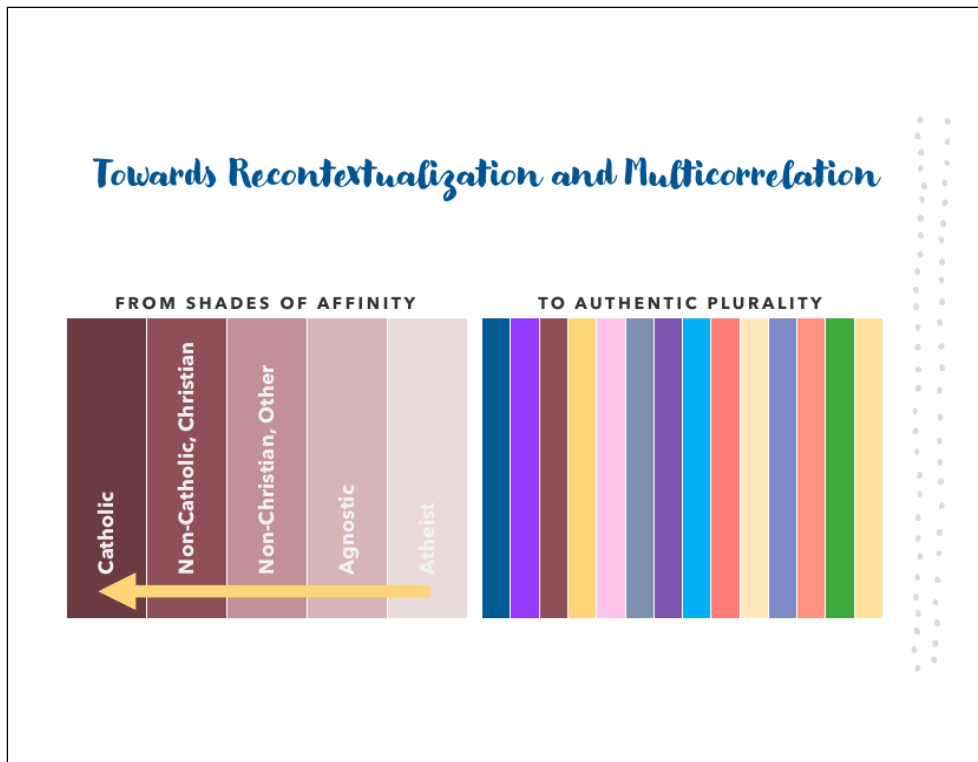 Towards Recontextualization and Multicorrelation
FROM SHADES OF AFFINITY
TO AUTHENTIC PLURALITY
Catholic
Non-Catholic, Christian
Non-Christian, Other
Agnostic
Atheist